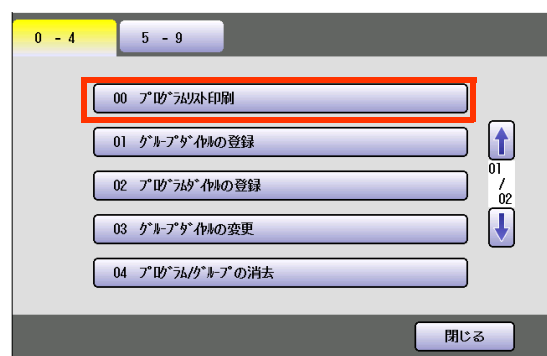 0 - 4
5 - 9
00 ﾌﾟﾛｸﾞﾗﾑﾘｽﾄ印刷
01 ｸﾞﾙｰﾌﾟﾀﾞｲﾔﾙの登録
02 ﾌﾟﾛｸﾞﾗﾑﾀﾞｲﾔﾙの登録
03 ｸﾞﾙｰﾌﾟﾀﾞｲﾔﾙの変更
04 ﾌﾟﾛｸﾞﾗﾑ/ｸﾞﾙｰﾌﾟの消去
01
/
02
閉じる